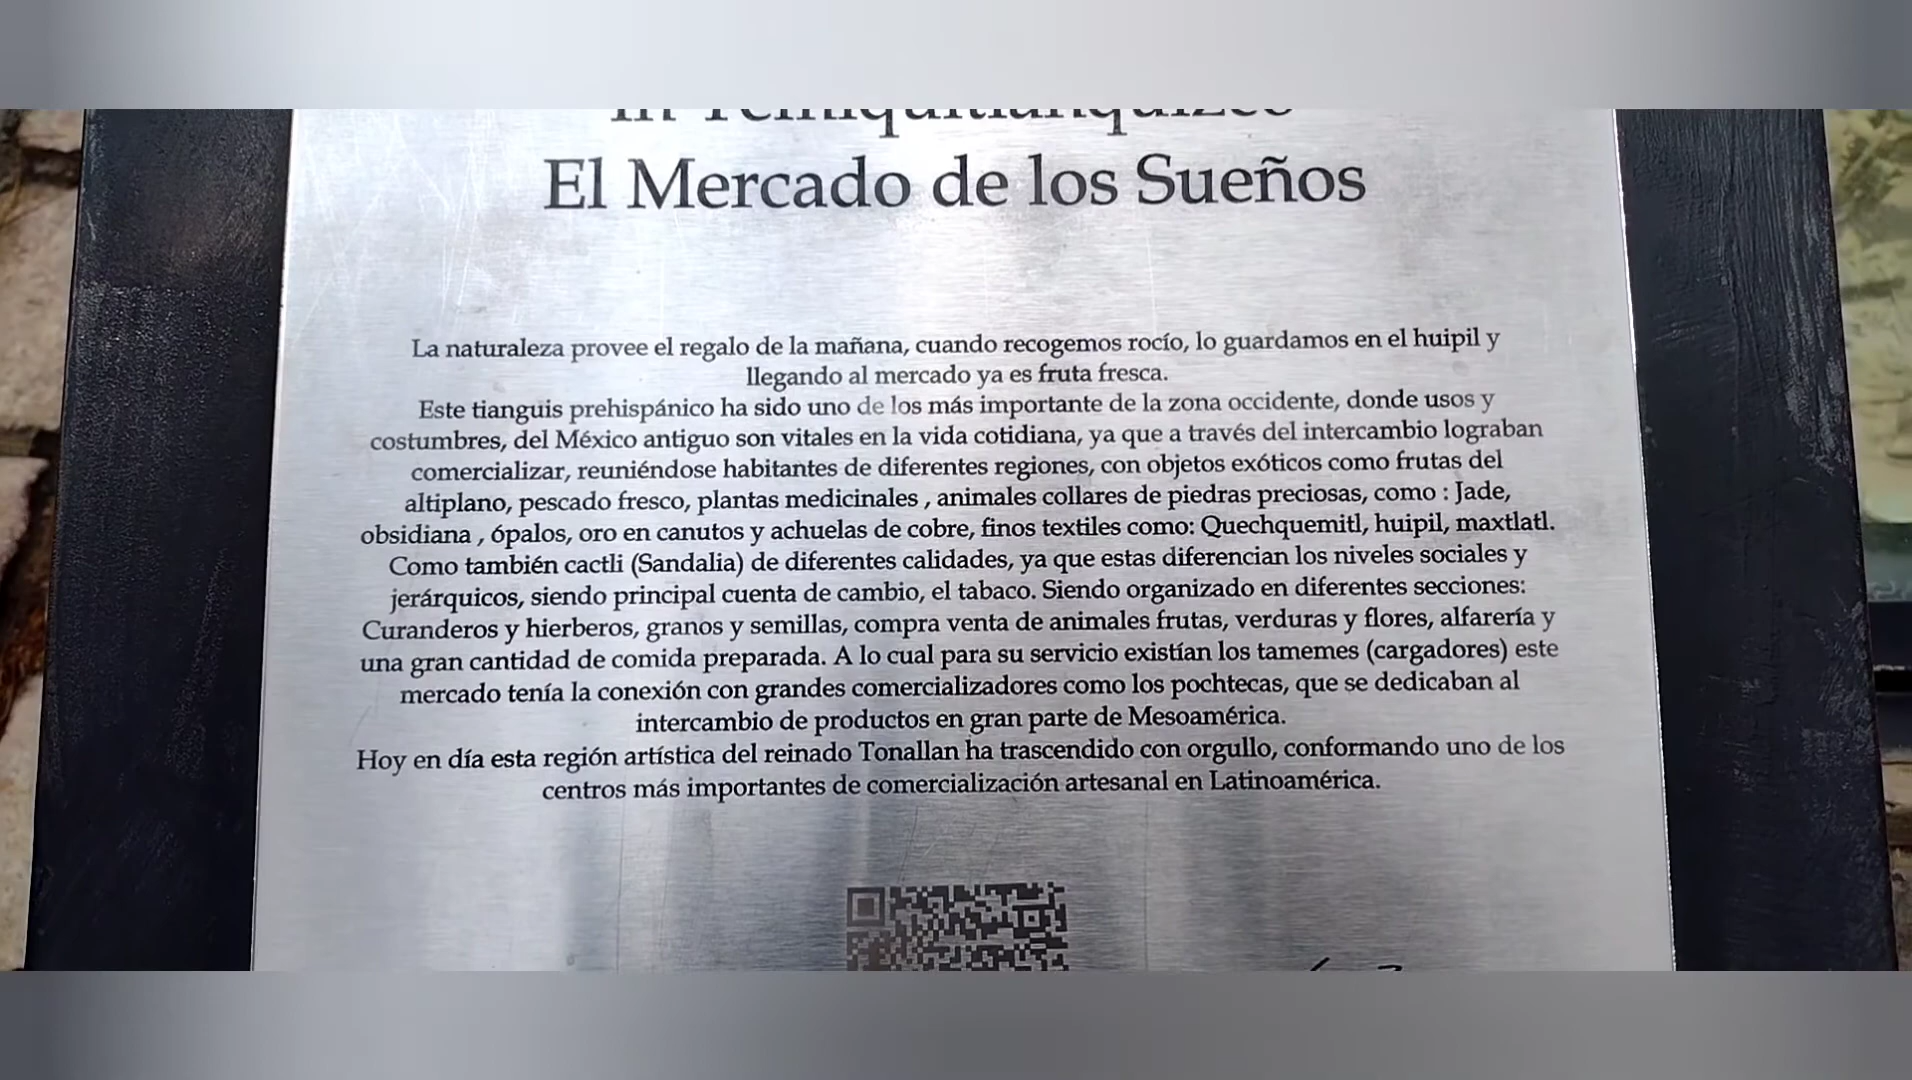 El Mercado de los Sueños
La naturaleza provee el regalo de la mañana, cuando recogemos rocío, lo guardamos en el huipil y
llegando al mercado ya es fruta fresca.
Este tianguis prehispánico ha sido uno de los más importante de la zona occidente, donde usos y
costumbres, del México antiguo son vitales en la vida cotidiana, ya que a través del intercambio lograban
comercializar, reuniéndose habitantes de diferentes regiones, con objetos exóticos como frutas del
altiplano, pescado fresco, plantas medicinales , animales collares de piedras preciosas, como : Jade,
obsidiana , ópalos, oro en canutos y achuelas de cobre, finos textiles como: Quechquemitl, huipil, maxtlatl.
Como también cactli (Sandalia) de diferentes calidades, ya que estas diferencian los niveles sociales y
jerárquicos, siendo principal cuenta de cambio, el tabaco. Siendo organizado en diferentes secciones:
Curanderos y hierberos, granos y semillas, compra venta de animales frutas, verduras y flores, alfarería y
una gran cantidad de comida preparada. A lo cual para su servicio existían los tamemes (cargadores) este
mercado tenía la conexión con grandes comercializadores como los pochtecas, que se dedicaban al
intercambio de productos en gran parte de Mesoamérica.
Hoy en día esta región artística del reinado Tonallan ha trascendido con orgullo, conformando uno de los
centros más importantes de comercialización artesanal en Latinoamérica.